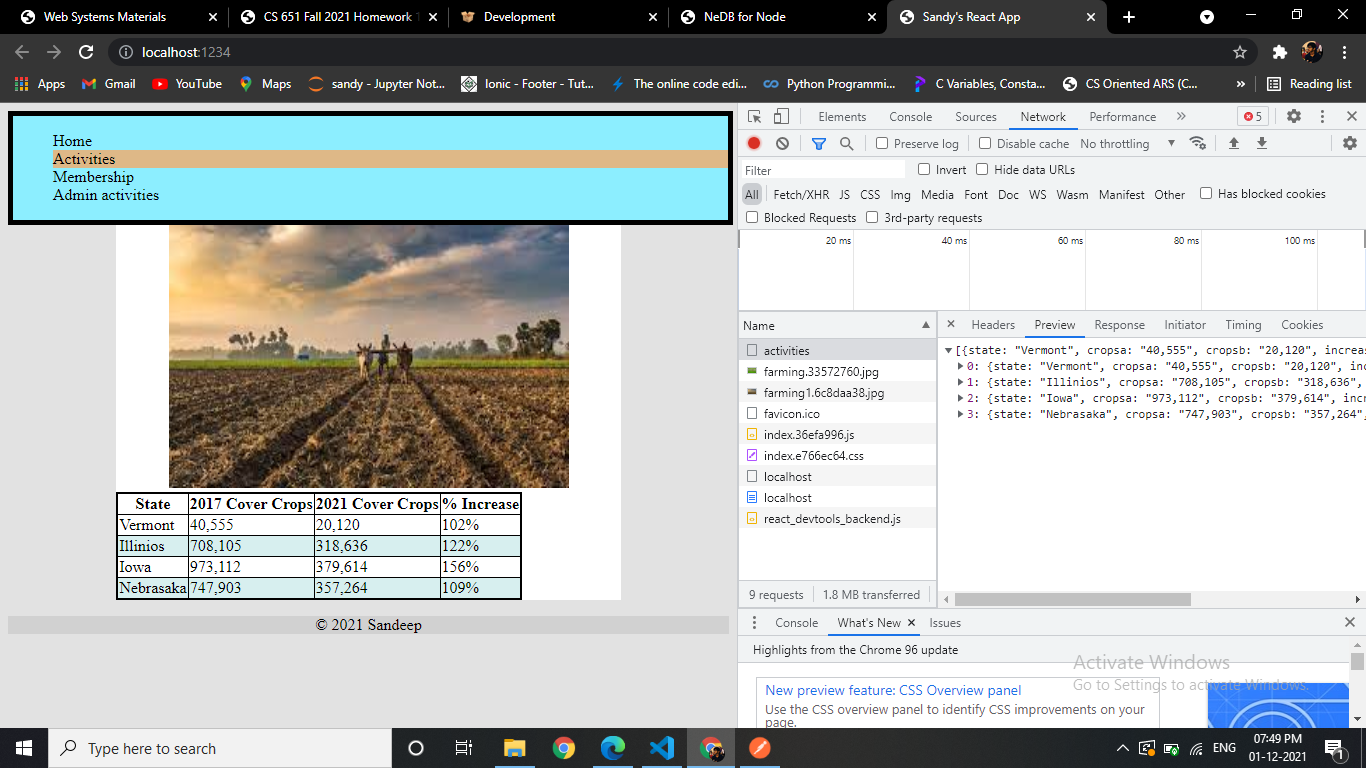 Web Systems Materials
CS 651 Fall 2021 Homework
Development
NeDB for Node
Sandy's React App
localhost:1234
Apps
Gmail
YouTube
Maps
sandy - Jupyter Not...
Ionic - Footer - Tut...
The online code edi...
Python Programmi...
C Variables, Consta...
CS Oriented ARS (C...
»
Reading list
Home
Activities
Membership
Admin activities
State 2017 Cover Crops 2021 Cover Crops % Increase
Vermont 40,555 20,120 102%
Illinios 708,105 318,636 122%
Iowa 973,112 379,614 156%
Nebrasaka 747,903 357,264 109%
© 2021 Sandeep
Elements Console Sources Network Performance » 5
Preserve log Disable cache No throttling
Filter Invert Hide data URLs
All Fetch/XHR JS CSS Img Media Font Doc WS Wasm Manifest Other Has blocked cookies
Blocked Requests 3rd-party requests
20 ms 40 ms 60 ms 80 ms 100 ms
Name
activities
farming.33572760.jpg
farming1.6c8daa38.jpg
favicon.ico
index.36efa996.js
index.e766ec64.css
localhost
localhost
react_devtools_backend.js
9 requests 1.8 MB transferred
Headers Preview Response Initiator Timing Cookies
[{state: "Vermont", cropsa: "40,555", cropsb: "20,120", increas
0: {state: "Vermont", cropsa: "40,555", cropsb: "20,120", inc
1: {state: "Illinios", cropsa: "708,105", cropsb: "318,636",
2: {state: "Iowa", cropsa: "973,112", cropsb: "379,614", incr
3: {state: "Nebrasaka", cropsa: "747,903", cropsb: "357,264",
Console What's New Issues
Highlights from the Chrome 96 update
New preview feature: CSS Overview panel
Use the CSS overview panel to identify CSS improvements on your
page.
Activate Windows
Go to Settings to activate Windows.
Type here to search
ENG
07:49 PM
01-12-2021
1